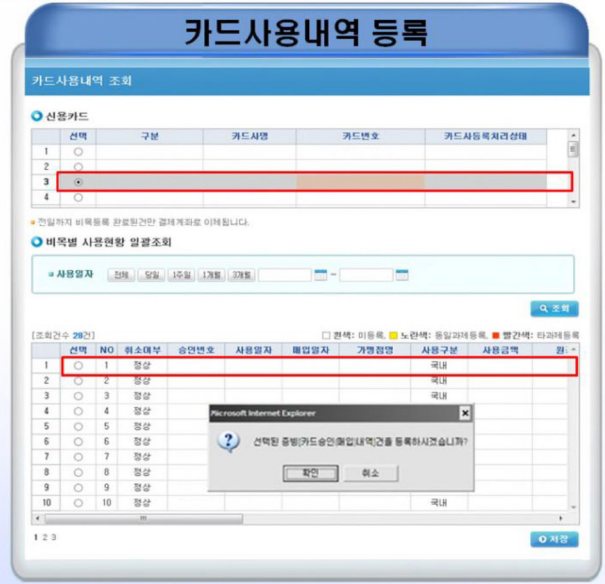 카드사용내역 등록
카드사용내역 조회
신용카드
선택 구분 카드사명 카드번호 카드사등록처리상태
1
2
3
4
전일까지 비목등록 완료된건만 결제계좌로 이체됩니다.
비목별 사용현황 일괄조회
사용일자 전체 당일 1주일 1개월 3개월 ~
조회
[조회건수 28건] 흰색: 미등록, 노란색: 동일과제등록, 빨간색: 타과제등록
선택 NO 취소여부 승인번호 사용일자 매입일자 가맹점명 사용구분 사용금액 원
1 1 정상 국내
2 2 정상 국내
3 3 정상 국내
4 4 정상
5 5 정상
6 6 정상
7 7 정상
8 8 정상
9 9 정상
10 10 정상 국내
Microsoft Internet Explorer
선택된 증빙(카드승인(매입)내역)건을 등록하시겠습니까?
확인 취소
1 2 3
저장